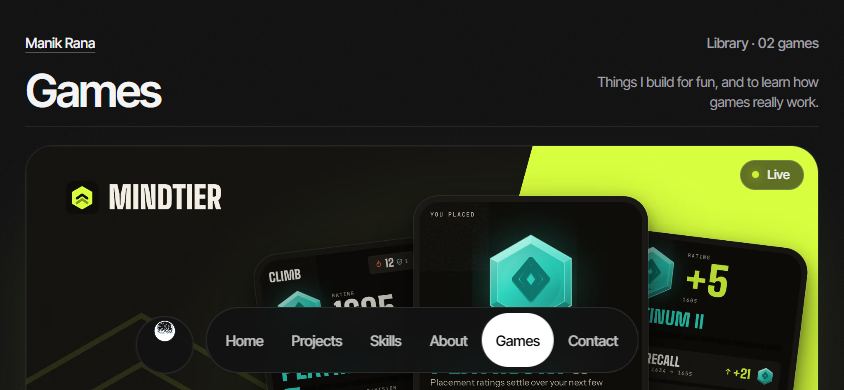 Manik Rana
Library · 02 games
Games
Things I build for fun, and to learn how
games really work.
MINDTIER
Live
YOU PLACED
CLIMB
12
RATING
RATING
+5
INUM II
RECALL
+21
Home
Projects
Skills
About
Games
Contact
Placement ratings settle over your next few